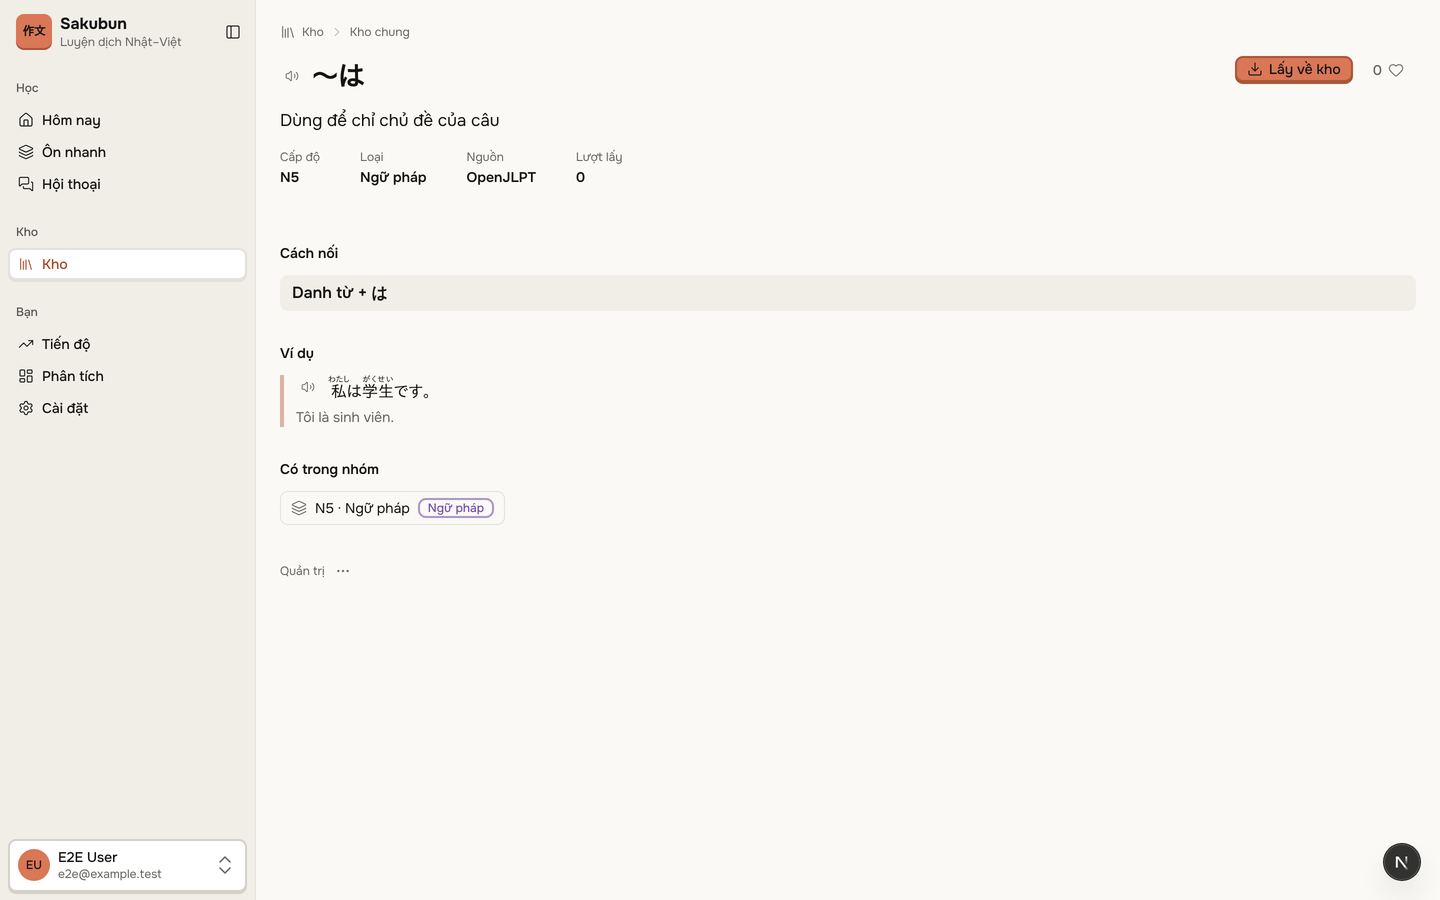 作文
Sakubun
Luyện dịch Nhật–Việt
Học
Hôm nay
Ôn nhanh
Hội thoại
Kho
Kho
Bạn
Tiến độ
Phân tích
Cài đặt
EU
E2E User
e2e@example.test
Kho
Kho chung
〜は
Lấy về kho
0
Dùng để chỉ chủ đề của câu
Cấp độ
Loại
Nguồn
Lượt lấy
N5
Ngữ pháp
OpenJLPT
0
Cách nối
Danh từ + は
Ví dụ
わたし がくせい
私は学生です。
Tôi là sinh viên.
Có trong nhóm
N5 · Ngữ pháp
Ngữ pháp
Quản trị
N